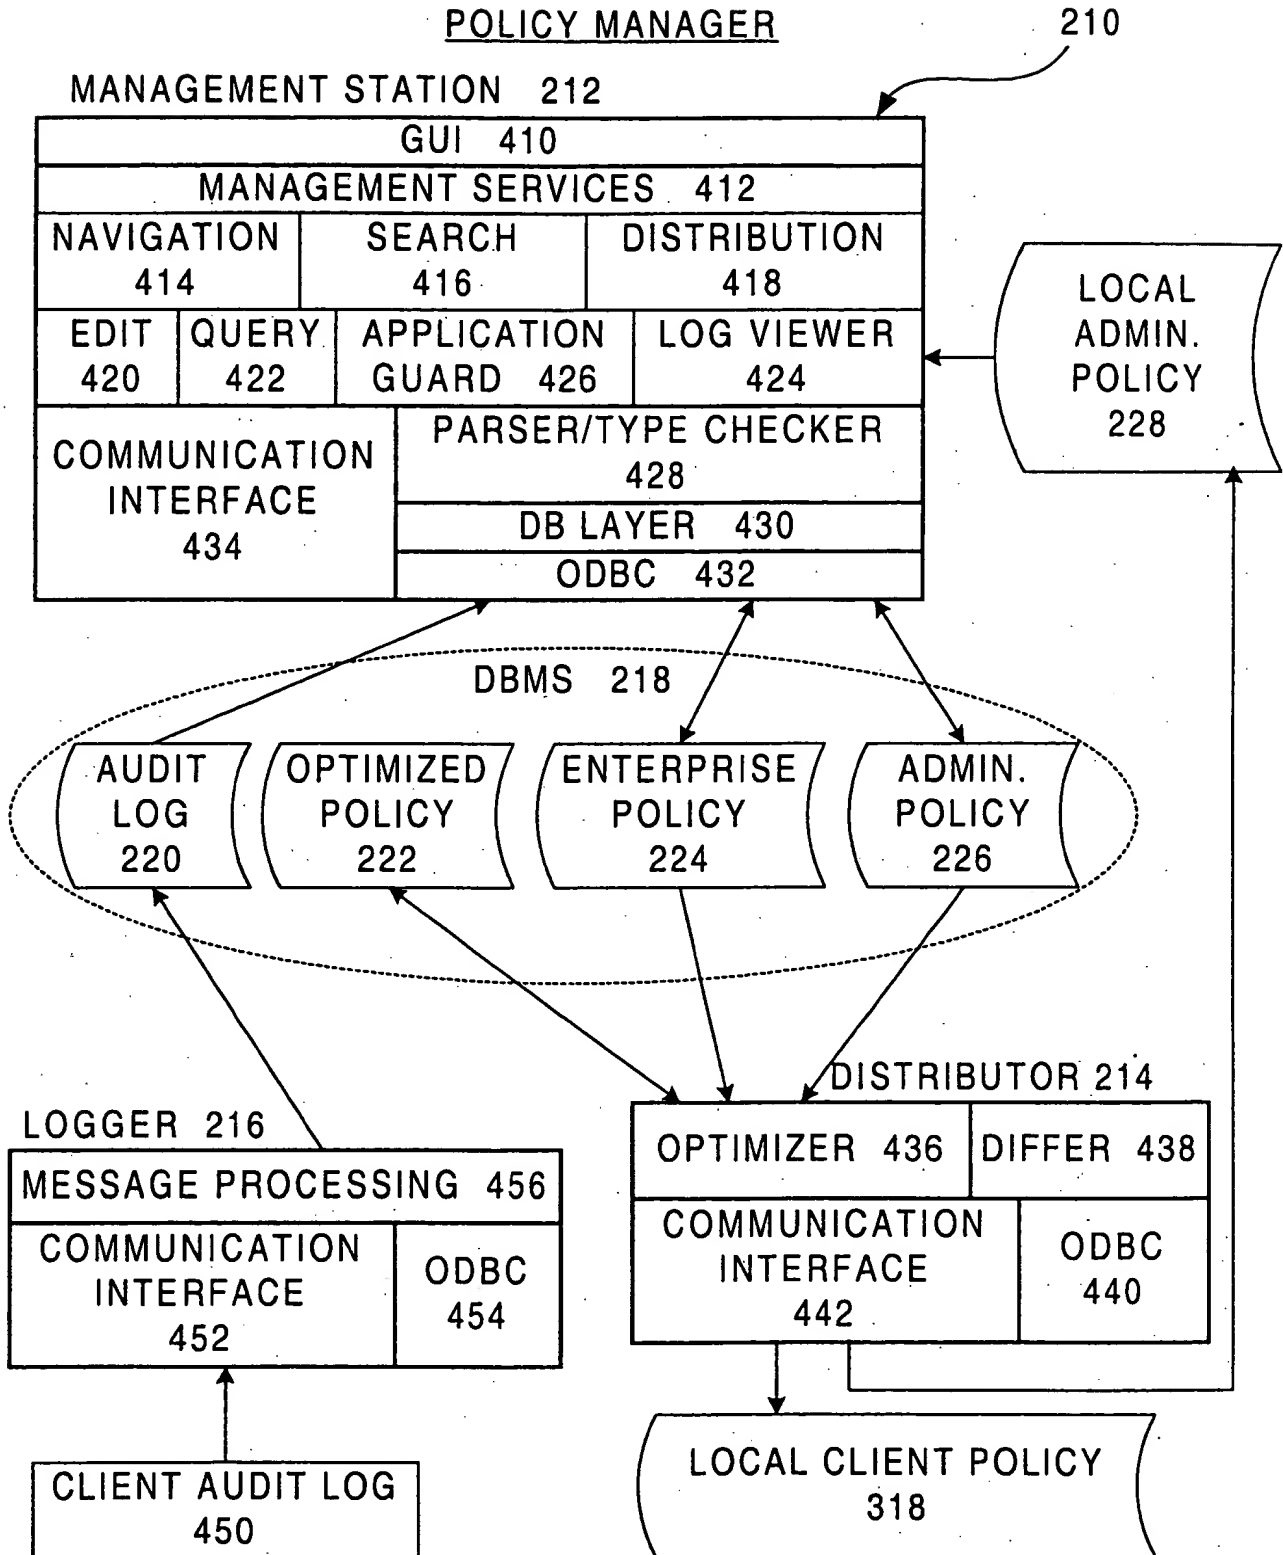 POLICY MANAGER
210
MANAGEMENT STATION 212
GUI 410
MANAGEMENT SERVICES 412
NAVIGATION
414
SEARCH
416
DISTRIBUTION
418
EDIT
420
QUERY
422
APPLICATION
GUARD 426
LOG VIEWER
424
LOCAL
ADMIN.
POLICY
228
COMMUNICATION
INTERFACE
434
PARSER/TYPE CHECKER
428
DB LAYER 430
ODBC 432
DBMS 218
AUDIT
LOG
220
OPTIMIZED
POLICY
222
ENTERPRISE
POLICY
224
ADMIN.
POLICY
226
LOGGER 216
MESSAGE PROCESSING 456
COMMUNICATION
INTERFACE
452
ODBC
454
DISTRIBUTOR 214
OPTIMIZER 436
DIFFER 438
COMMUNICATION
INTERFACE
442
ODBC
440
CLIENT AUDIT LOG
450
LOCAL CLIENT POLICY
318